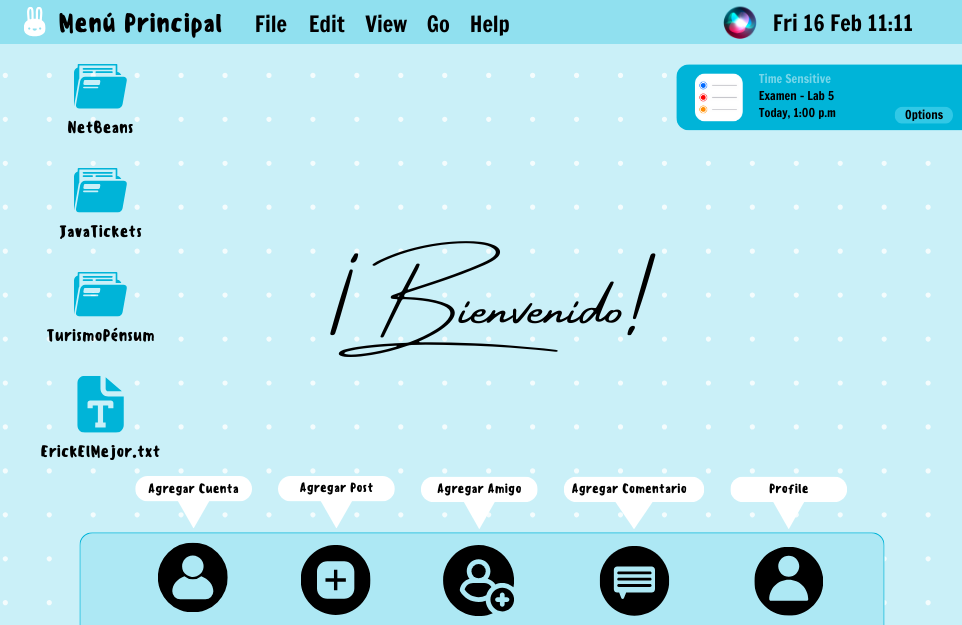 Menú Principal File Edit View Go Help Fri 16 Feb 11:11
Time Sensitive
Examen - Lab 5
Today, 1:00 p.m
Options
NetBeans
JavaTickets
TurismoPénsum
ErickElMejor.txt
¡Bienvenido!
Agregar Cuenta
Agregar Post
Agregar Amigo
Agregar Comentario
Profile